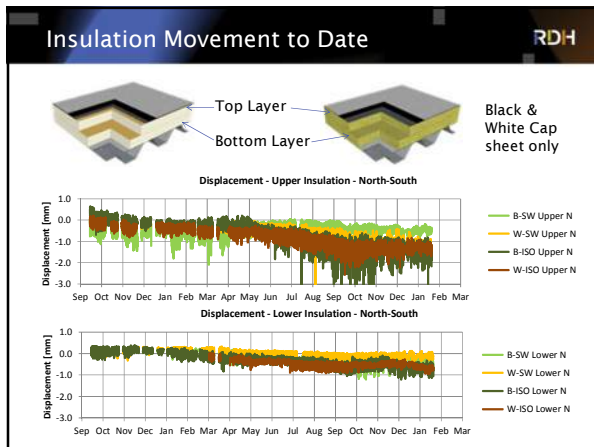 Insulation Movement to Date
RDH
Top Layer
Bottom Layer
Black &
White Cap
sheet only
Displacement - Upper Insulation - North-South
Displacement [mm]
1.0
0.0
-1.0
-2.0
-3.0
Sep Oct Nov Dec Jan Feb Mar Apr May Jun Jul Aug Sep Oct Nov Dec Jan Feb Mar
B-SW Upper N
W-SW Upper N
B-ISO Upper N
W-ISO Upper N
Displacement - Lower Insulation - North-South
Displacement [mm]
1.0
0.0
-1.0
-2.0
-3.0
Sep Oct Nov Dec Jan Feb Mar Apr May Jun Jul Aug Sep Oct Nov Dec Jan Feb Mar
B-SW Lower N
W-SW Lower N
B-ISO Lower N
W-ISO Lower N